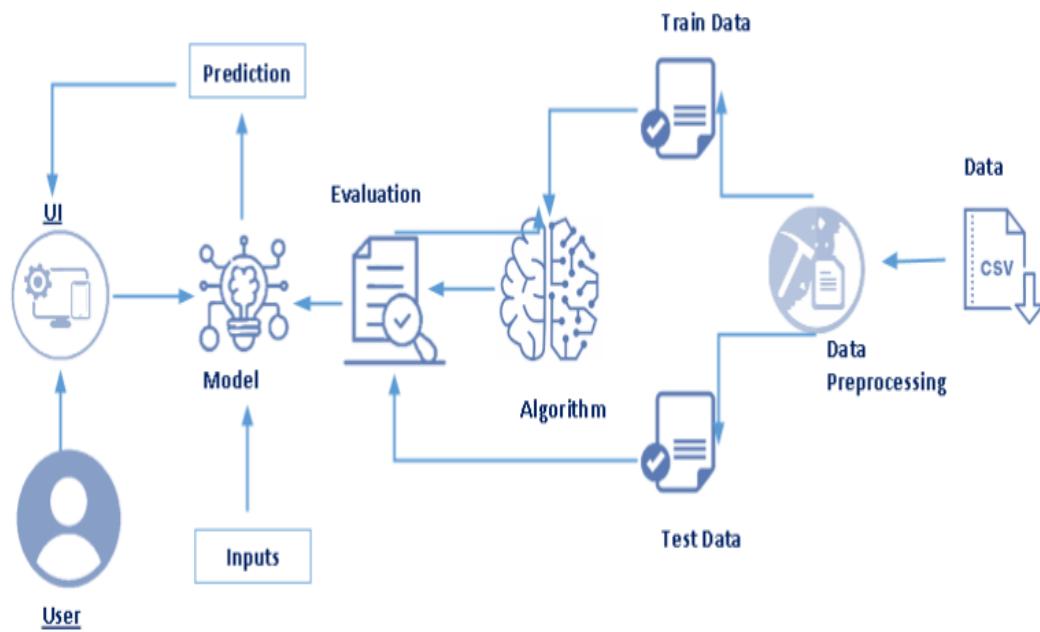 Train Data
Prediction
Data
Evaluation
UI
CSV
Model
Data
Preprocessing
Algorithm
Test Data
Inputs
User